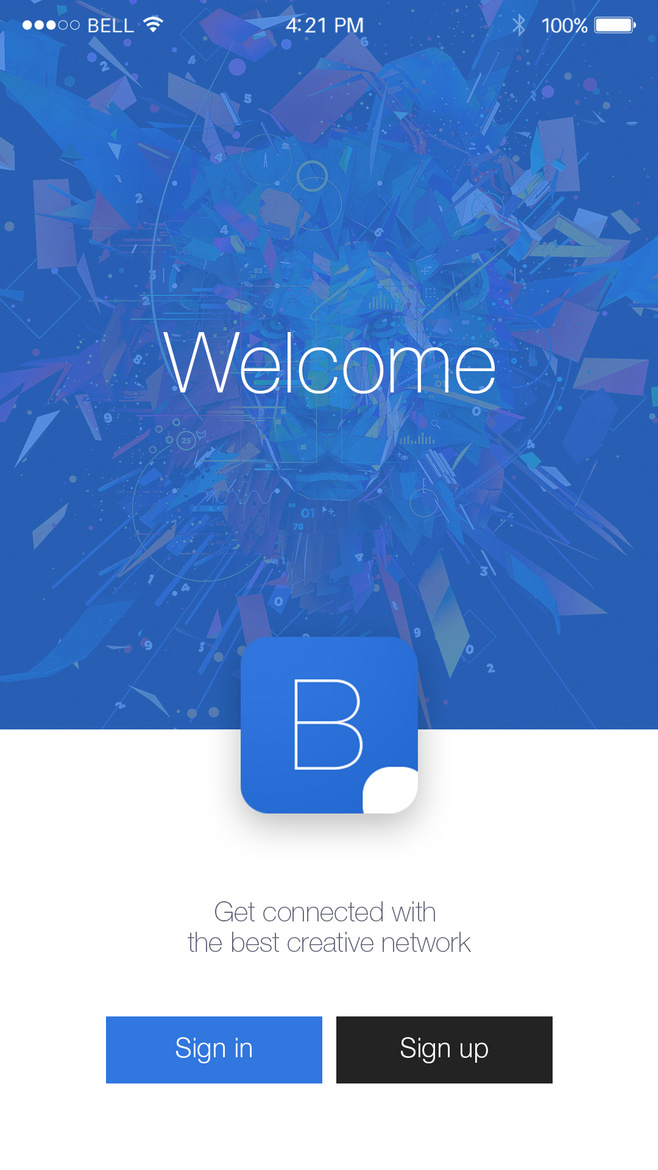 BELL 4:21 PM 100%
Welcome
B
Get connected with
the best creative network
Sign in Sign up